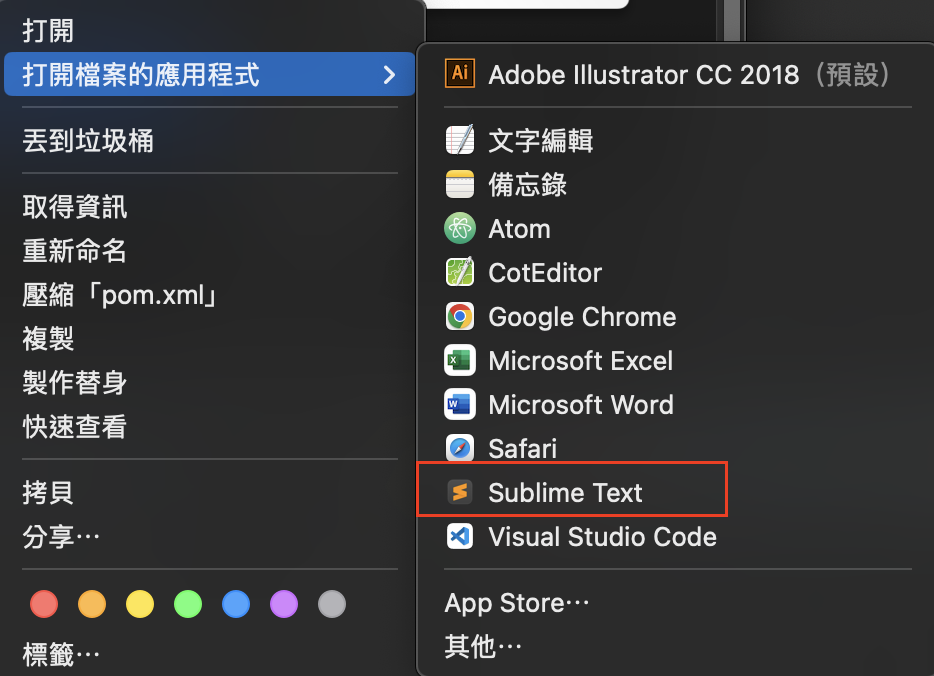 打開
打開檔案的應用程式
丟到垃圾桶
取得資訊
重新命名
壓縮「pom.xml」
複製
製作替身
快速查看
拷貝
分享⋯
標籤⋯
Adobe Illustrator CC 2018（預設）
文字編輯
備忘錄
Atom
CotEditor
Google Chrome
Microsoft Excel
Microsoft Word
Safari
Sublime Text
Visual Studio Code
App Store⋯
其他⋯